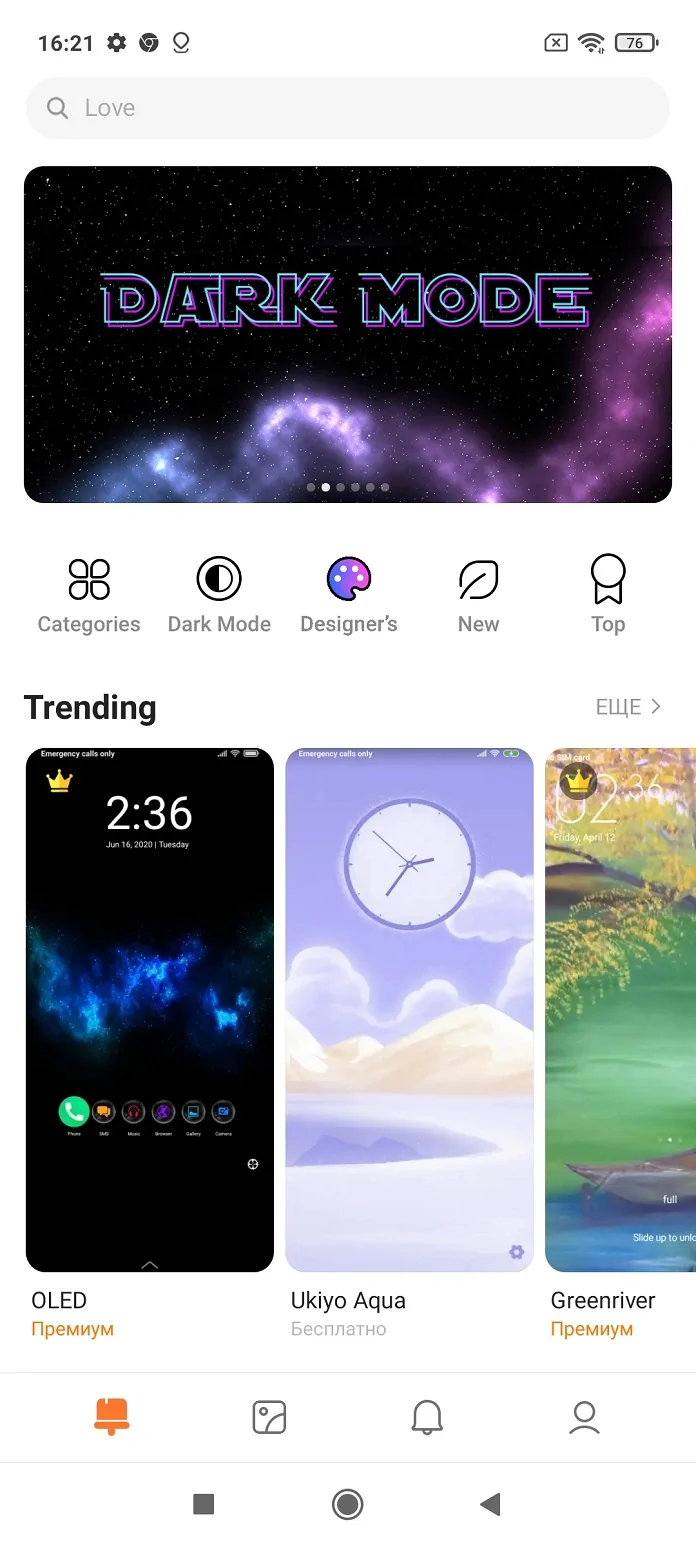 16:21
76
Love
DARK MODE
Categories
Dark Mode
Designer's
New
Top
Trending
ЕЩЕ
Emergency calls only
2:36
Jun 16, 2020 | Tuesday
Phone
SMS
Music
Browser
Gallery
Camera
Emergency calls only
SIM card
02:36
Friday, April 12
full
Slide up to unlo
OLED
Премиум
Ukiyo Aqua
Бесплатно
Greenriver
Премиум